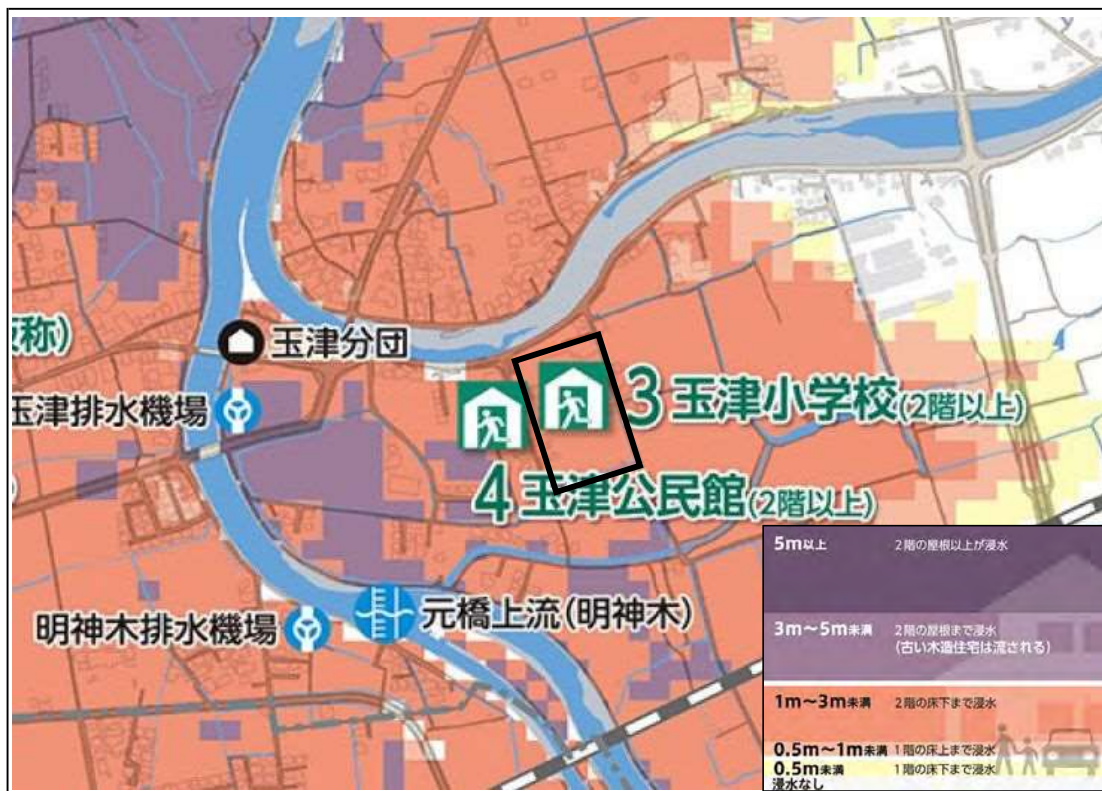 玉津分団
称)
玉津排水機場
3 玉津小学校(2階以上)
4 玉津公民館(2階以上)
)
元橋上流(明神木)
明神木排水機場
5m以上 2階の屋根以上が浸水
3m～5m未満 2階の屋根まで浸水
(古い木造住宅は流される)
1m～3m未満 2階の床下まで浸水
0.5m～1m未満 1階の床上まで浸水
0.5m未満 1階の床下まで浸水
浸水なし